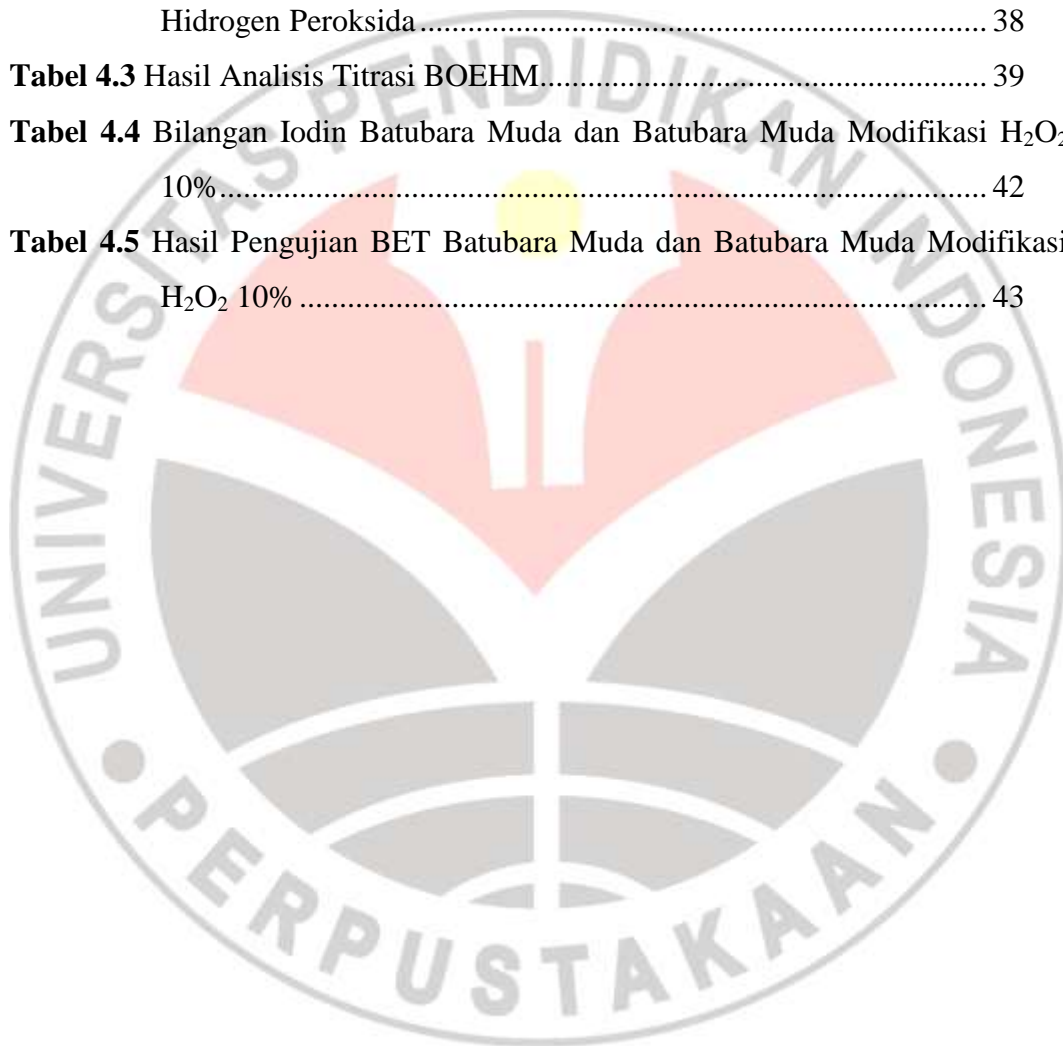 Hidrogen Peroksida ........................................................................ 38
Tabel 4.3 Hasil Analisis Titrasi BOEHM......................................................... 39
Tabel 4.4 Bilangan Iodin Batubara Muda dan Batubara Muda Modifikasi H₂O₂
10%................................................................................................. 42
Tabel 4.5 Hasil Pengujian BET Batubara Muda dan Batubara Muda Modifikasi
H₂O₂ 10% ....................................................................................... 43
UNIVERSITAS PENDIDIKAN INDONESIA
PERPUSTAKAAN